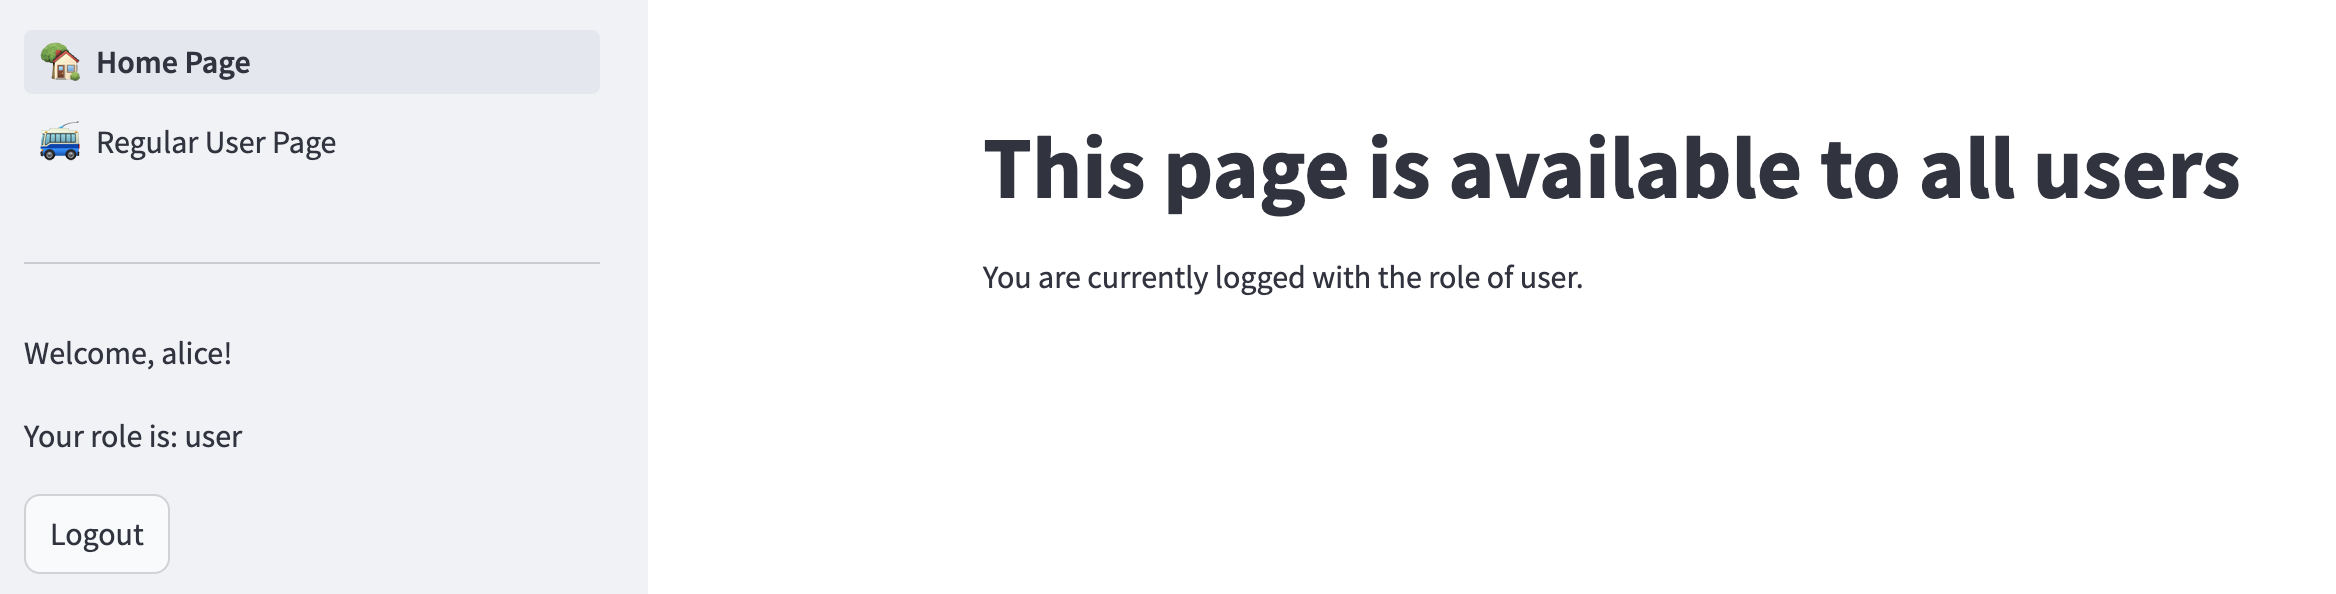 Home Page
Regular User Page
Welcome, alice!
Your role is: user
Logout
This page is available to all users
You are currently logged with the role of user.